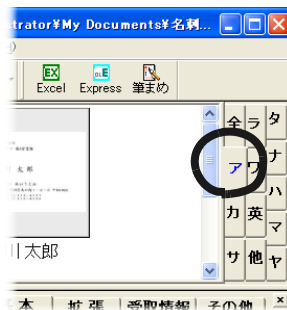 trator¥My Documents¥名刺...
Excel Express 筆まめ
全 ラ タ
ア ワ ナ
カ 英 ハ
サ 他 マ
ヤ
太 郎
川 太郎
本 拡 張 受取情報 その他